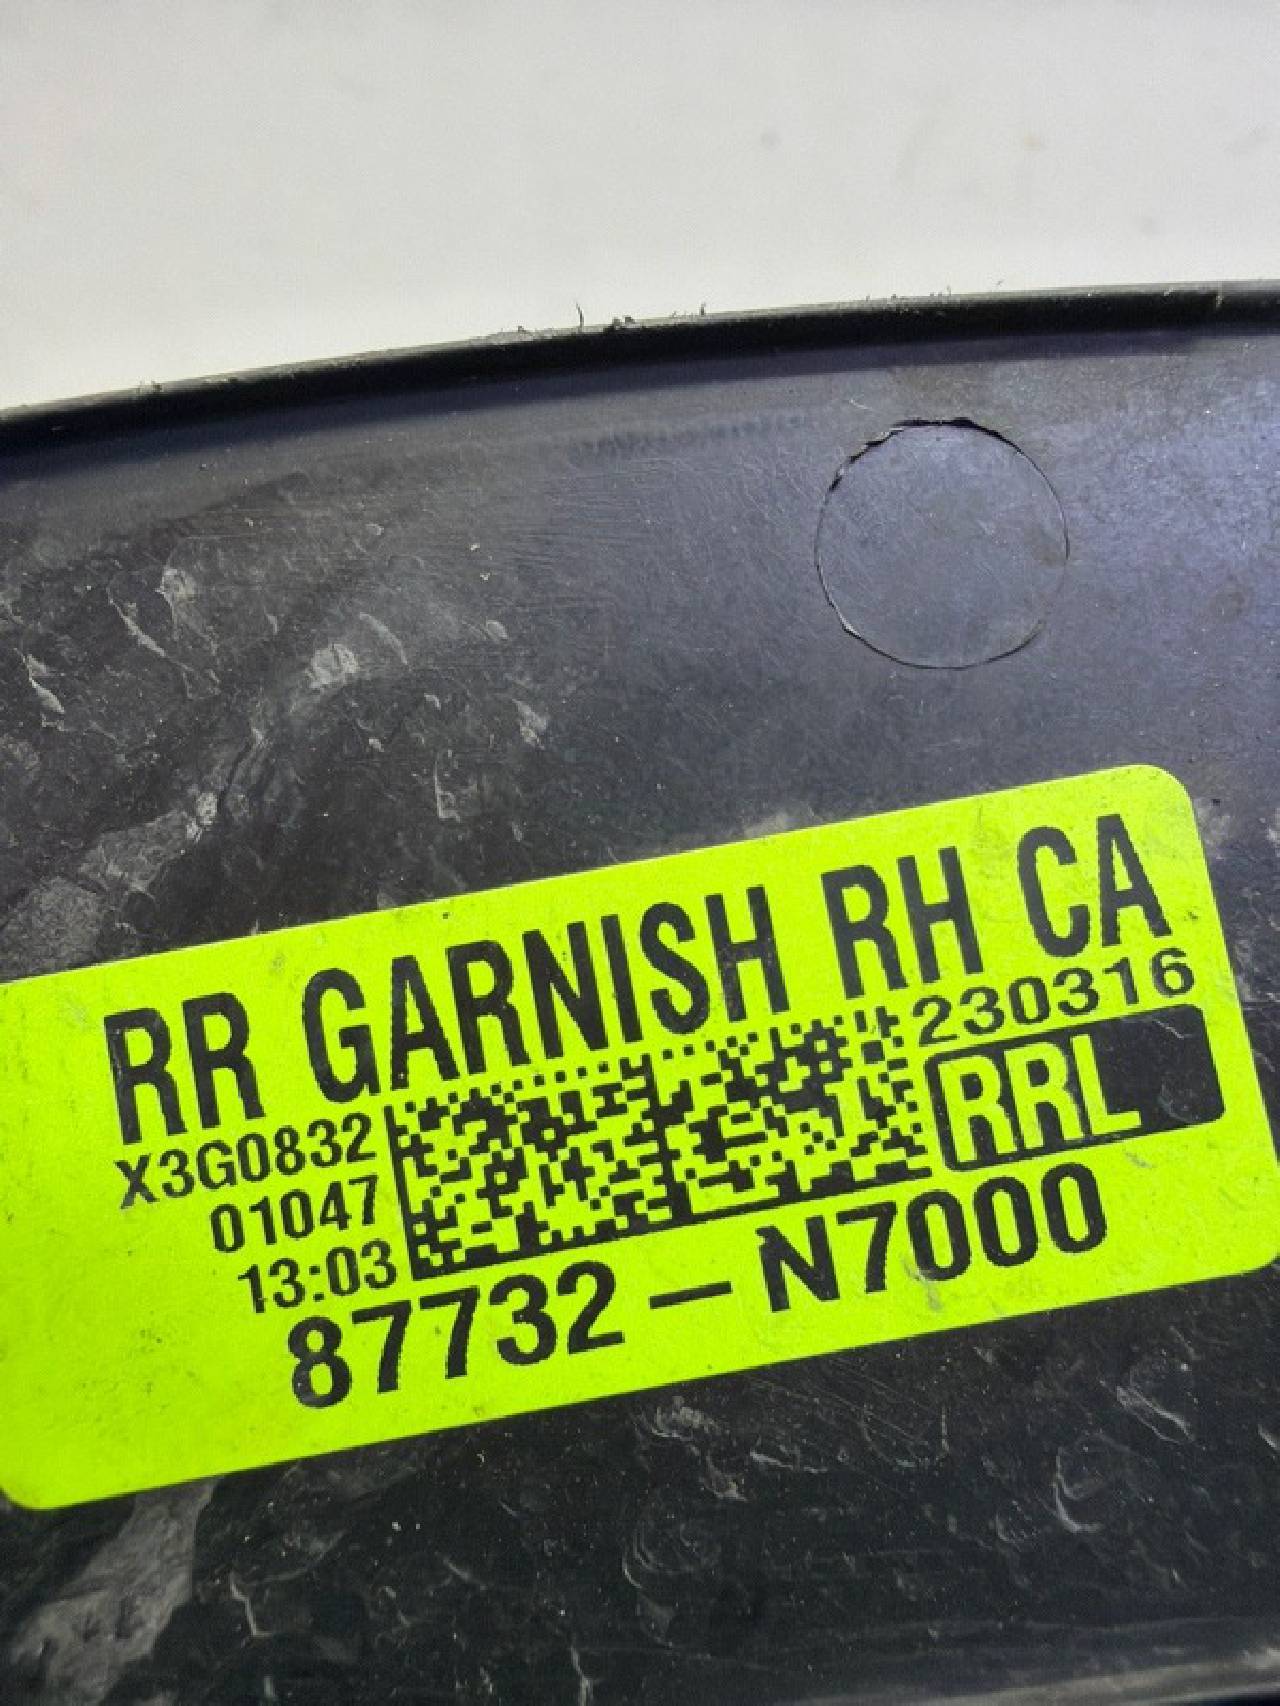 RR GARNISH RH CA
230316
X3G0832
01047
13:03
RRL
87732-N7000